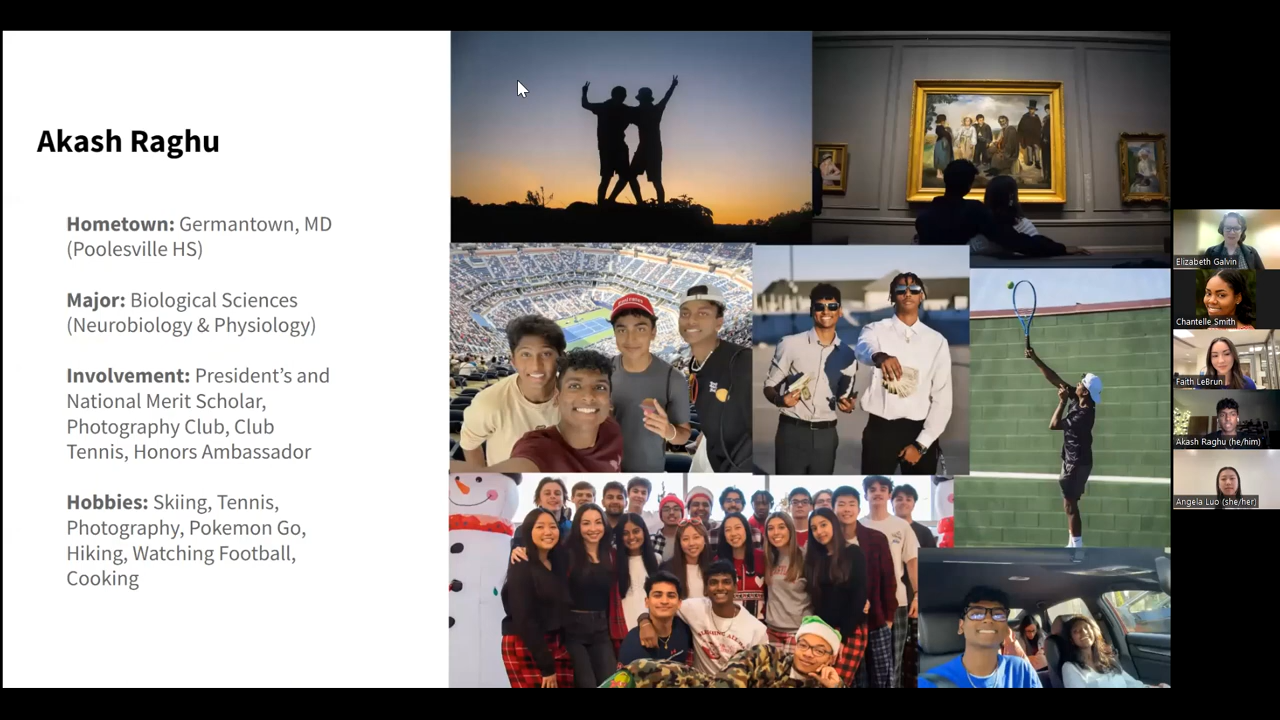 Akash Raghu
Hometown: Germantown, MD
(Poolesville HS)
Major: Biological Sciences
(Neurobiology & Physiology)
Involvement: President’s and
National Merit Scholar,
Photography Club, Club
Tennis, Honors Ambassador
Hobbies: Skiing, Tennis,
Photography, Pokemon Go,
Hiking, Watching Football,
Cooking
Elizabeth Galvin
Chantelle Smith
Faith LeBrun
Akash Raghu (he/him)
Angela Luo (she/her)